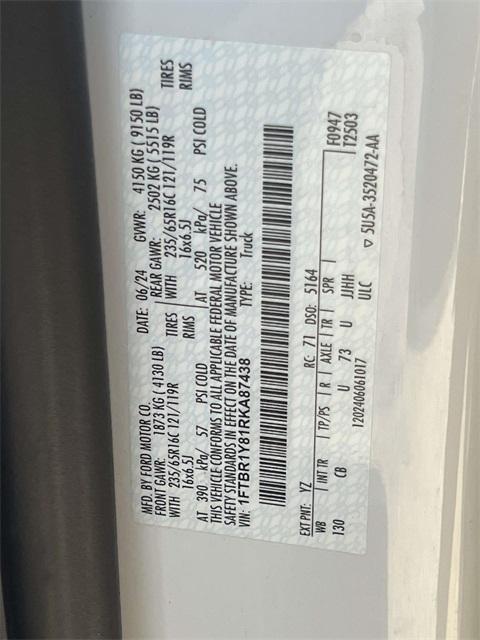 MFD. BY FORD MOTOR CO. DATE: 06/24 GVWR: 4150 KG ( 9150 LB)
FRONT GAWR: 1873 KG ( 4130 LB) REAR GAWR: 2502 KG ( 5515 LB)
WITH 235/65R16C 121/119R TIRES WITH 235/65R16C 121/119R TIRES
16x6.5J RIMS 16x6.5J RIMS
AT 390 kPa/ 57 PSI COLD AT 520 kPa/ 75 PSI COLD
THIS VEHICLE CONFORMS TO ALL APPLICABLE FEDERAL MOTOR VEHICLE
SAFETY STANDARDS IN EFFECT ON THE DATE OF MANUFACTURE SHOWN ABOVE.
VIN: 1FTBR1Y81RKA87438 TYPE: Truck
EXT PNT: YZ RC: 71 DSO: 5164 F0947
WB INT TR TP/PS R AXLE TR SPR T2503
130 CB U 73 U JJHH
ULC
1202406061017 5U5A-3520472-AA